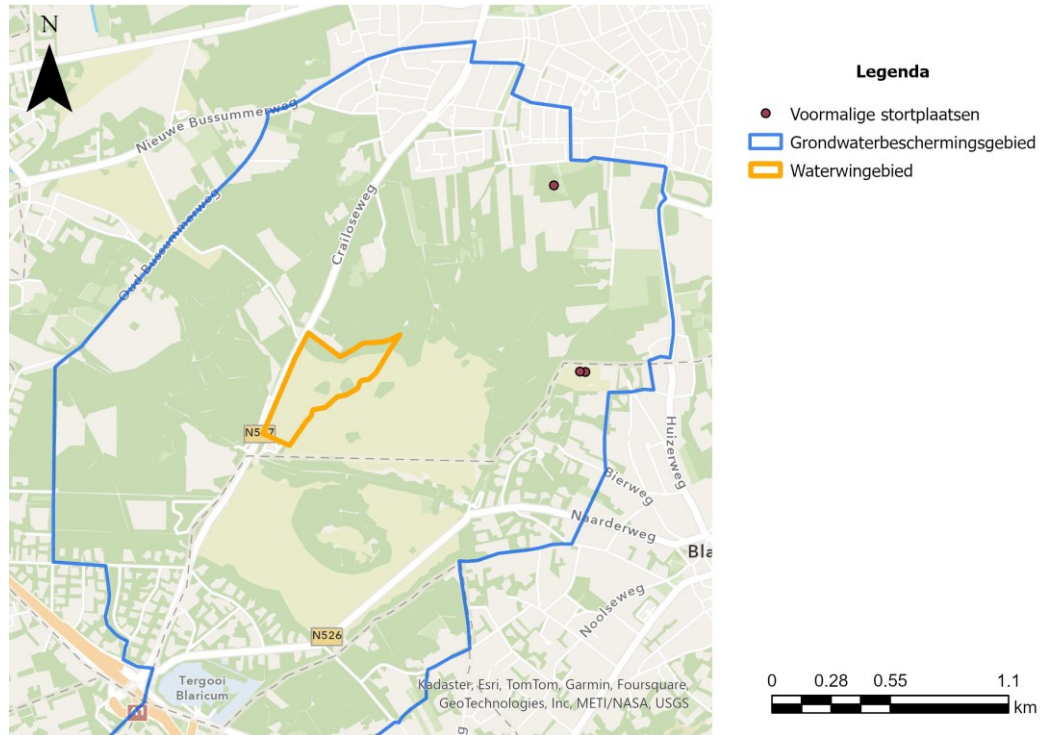 N
Nieuwe Bussummerweg
Oud Bussummerweg
Crailoseweg
N527
Huizerweg
Bierweg
Naarderweg
Bla
Noolseweg
N526
Tergooi
Blaricum
Kadaster, Esri, TomTom, Garmin, Foursquare,
GeoTechnologies, Inc, METI/NASA, USGS
Legenda
Voormalige stortplaatsen
Grondwaterbeschermingsgebied
Waterwingebied
0 0.28 0.55 1.1
km